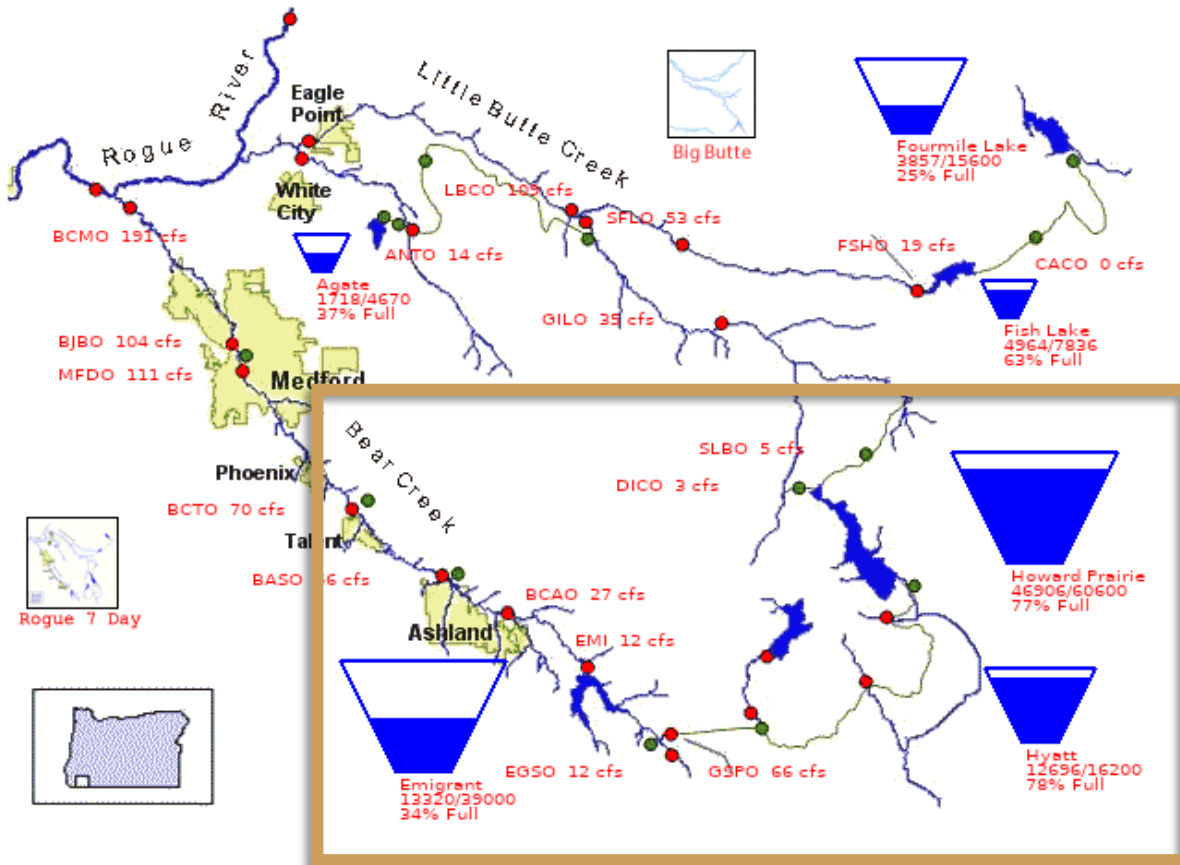 Rogue River
Eagle
Point
Little Butte Creek
Big Butte
Fourmile Lake
3857/15600
25% Full
White
City
LBCO 109 cfs
SFLO 53 cfs
BCMO 191 cfs
ANTO 14 cfs
FSHO 19 cfs
CACO 0 cfs
Agate
1718/4670
37% Full
GILO 35 cfs
Fish Lake
4964/7836
63% Full
BJBO 104 cfs
MFDO 111 cfs
Medford
Bear Creek
SLBO 5 cfs
Phoenix
DICO 3 cfs
BCTO 70 cfs
Talent
BASO cfs
Howard Prairie
46906/60600
77% Full
BCAO 27 cfs
Rogue 7 Day
Ashland
EMI 12 cfs
EGSO 12 cfs
GSPO 66 cfs
Hyatt
12696/16200
78% Full
Emigrant
13320/39000
34% Full